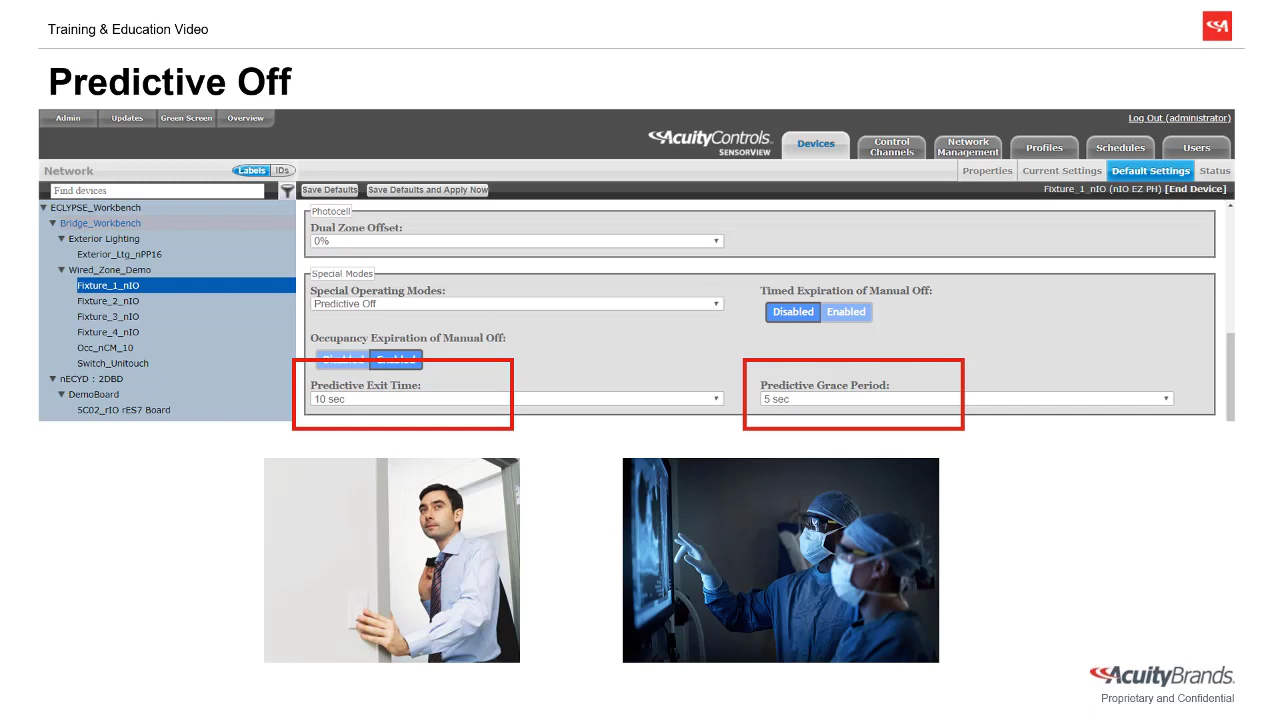 Training & Education Video
Predictive Off
Admin Updates Green Screen Overview
Log Out (administrator)
AcuityControls
SENSORVIEW
Devices Control Channels Network Management Profiles Schedules Users
Network Labels IDs
Properties Current Settings Default Settings Status
Find devices
Save Defaults Save Defaults and Apply Now
Fixture_1_nIO (nIO EZ PH) [End Device]
ECLYPSE_Workbench
Bridge_Workbench
Exterior Lighting
Exterior_Ltg_nPP16
Wired_Zone_Demo
Fixture_1_nIO
Fixture_2_nIO
Fixture_3_nIO
Fixture_4_nIO
Occ_nCM_10
Switch_Unitouch
nECYD : 2DBD
DemoBoard
SC02_rIO rES7 Board
Photocell
Dual Zone Offset:
0%
Special Modes
Special Operating Modes:
Predictive Off
Timed Expiration of Manual Off:
Disabled Enabled
Occupancy Expiration of Manual Off:
Disabled Enabled
Predictive Exit Time:
10 sec
Predictive Grace Period:
5 sec
AcuityBrands.
Proprietary and Confidential